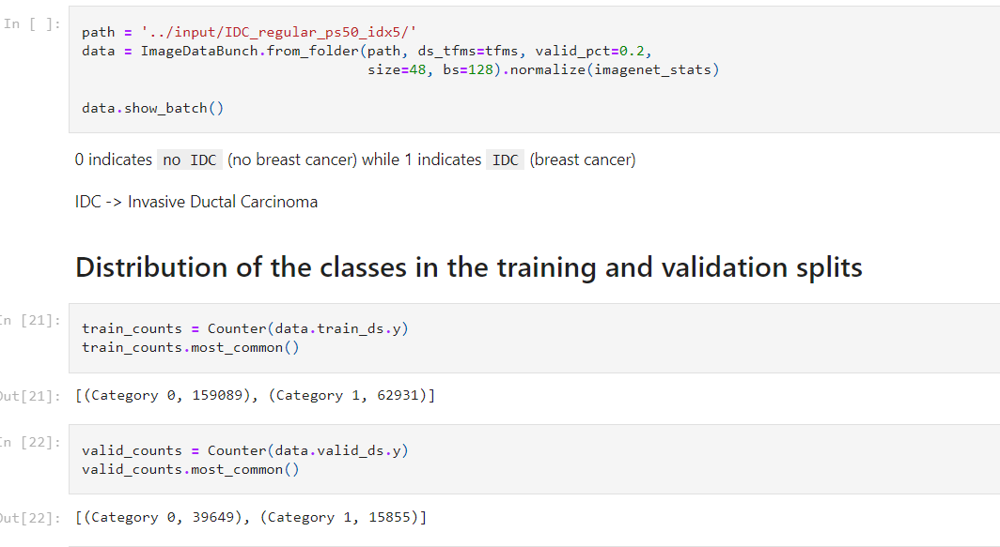 In [ ]:
path = '../input/IDC_regular_ps50_idx5/'
data = ImageDataBunch.from_folder(path, ds_tfms=tfms, valid_pct=0.2,
size=48, bs=128).normalize(imagenet_stats)
data.show_batch()
0 indicates no IDC (no breast cancer) while 1 indicates IDC (breast cancer)
IDC -> Invasive Ductal Carcinoma
Distribution of the classes in the training and validation splits
In [21]:
train_counts = Counter(data.train_ds.y)
train_counts.most_common()
Out[21]:
[(Category 0, 159089), (Category 1, 62931)]
In [22]:
valid_counts = Counter(data.valid_ds.y)
valid_counts.most_common()
Out[22]:
[(Category 0, 39649), (Category 1, 15855)]